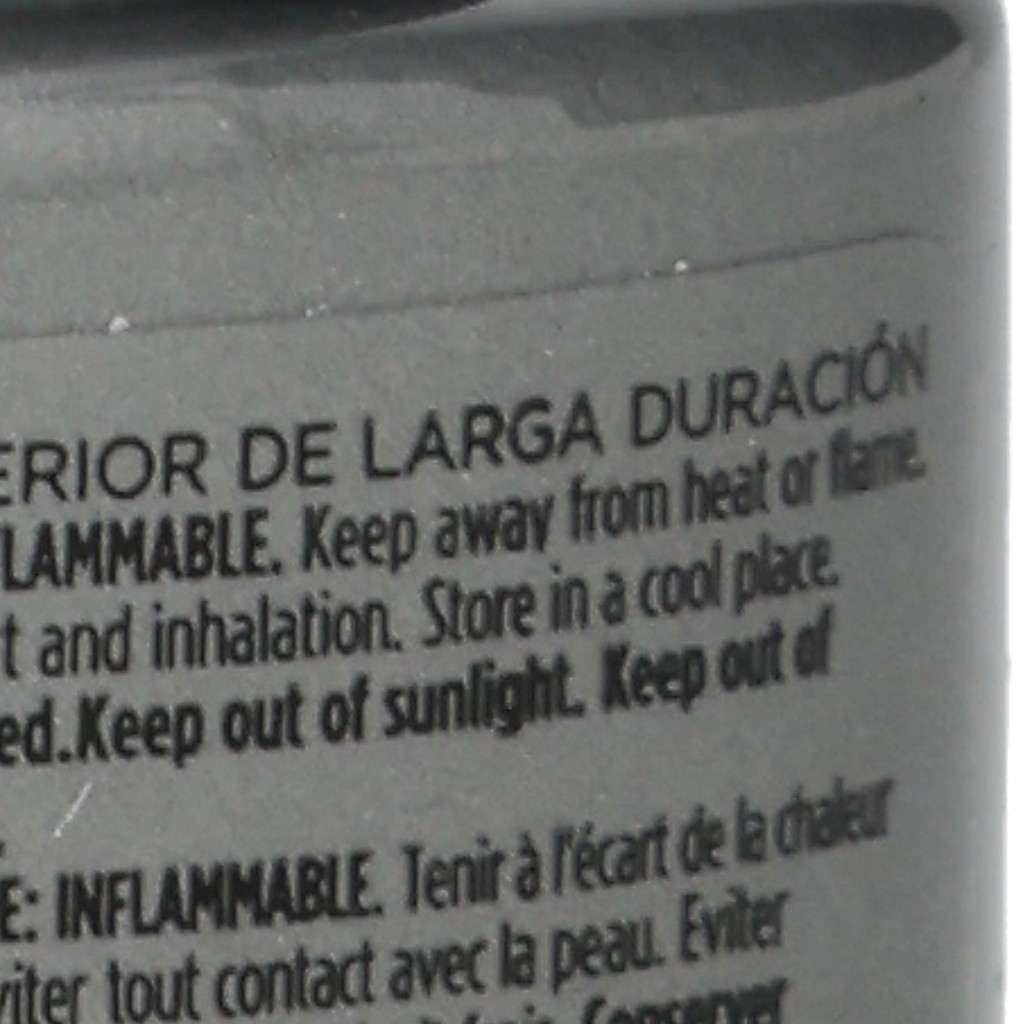 ERIOR DE LARGA DURACIÓN
LAMMABLE. Keep away from heat or flame.
t and inhalation. Store in a cool place.
ed.Keep out of sunlight. Keep out of
E: INFLAMMABLE. Tenir à l'écart de la chaleur
viter tout contact avec la peau. Eviter
Conserver